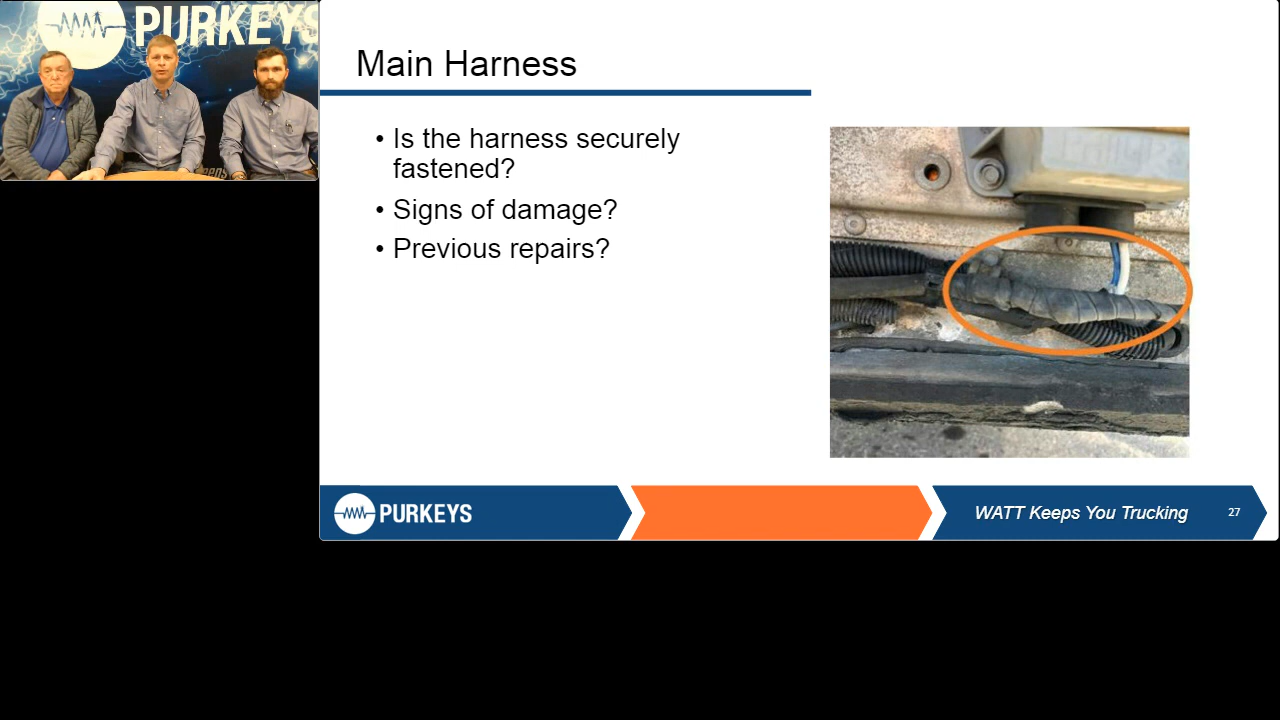 PURKEYS
Main Harness
• Is the harness securely
fastened?
• Signs of damage?
• Previous repairs?
PURKEYS
WATT Keeps You Trucking
27